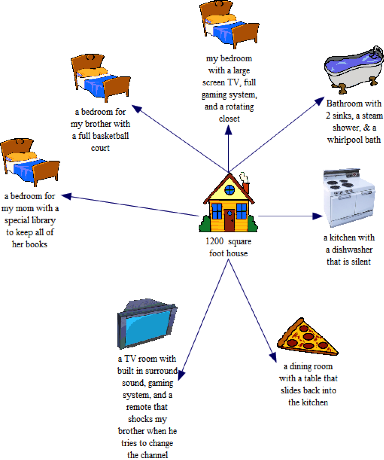 my bedroom
with a large
screen TV, full
gaming system,
and a rotating
closet
a bedroom for
my brother with
a full basketball
court
Bathroom with
2 sinks, a steam
shower, & a
whirlpool bath
a bedroom for
my mom with a
special library
to keep all of
her books
1200 square
foot house
a kitchen with
a dishwasher
that is silent
a TV room with
built in surround
sound, gaming
system, and a
remote that
shocks my
brother when he
tries to change
the channel
a dining room
with a table that
slides back into
the kitchen